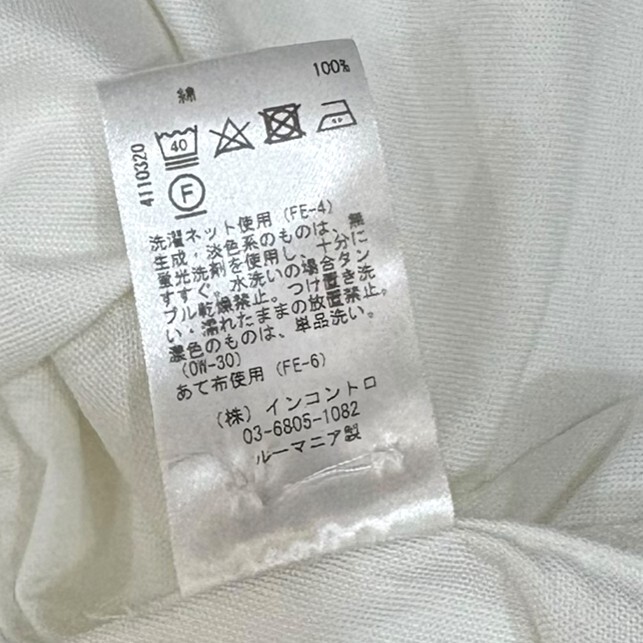 綿 100%
40
4110320
F
洗濯ネット使用 (FE-4)
生成・淡色系のものは、無
蛍光洗剤を使用し、十分に
すすぐ。水洗いの場合タン
ブル乾燥禁止。つけ置き洗
い・濡れたままの放置禁止。
濃色のものは、単品洗い。
(OW-30)
あて布使用 (FE-6)
(株) インコントロ
03-6805-1082
ルーマニア製